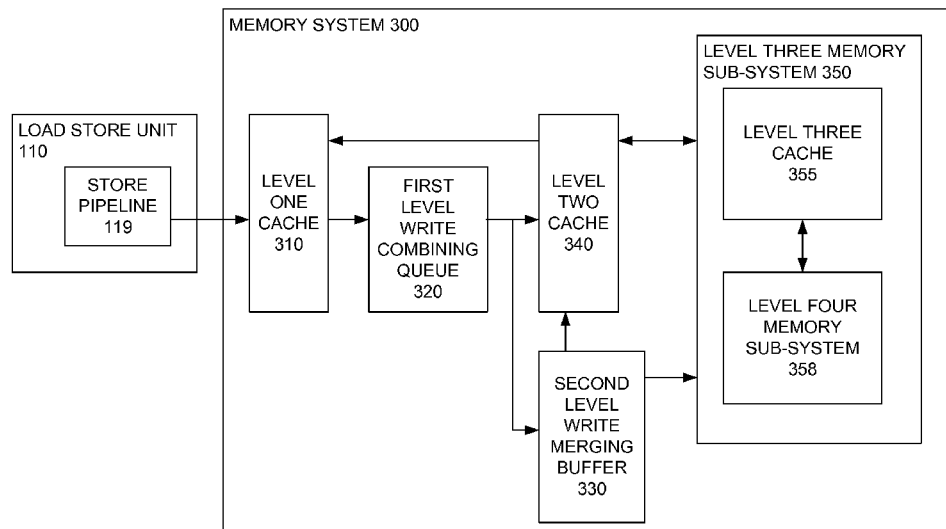 MEMORY SYSTEM 300
LEVEL THREE MEMORY
SUB-SYSTEM 350
LOAD STORE UNIT
110
STORE
PIPELINE
119
LEVEL
ONE
CACHE
310
FIRST
LEVEL
WRITE
COMBINING
QUEUE
320
LEVEL
TWO
CACHE
340
LEVEL THREE
CACHE
355
LEVEL FOUR
MEMORY
SUB-SYSTEM
358
SECOND
LEVEL
WRITE
MERGING
BUFFER
330